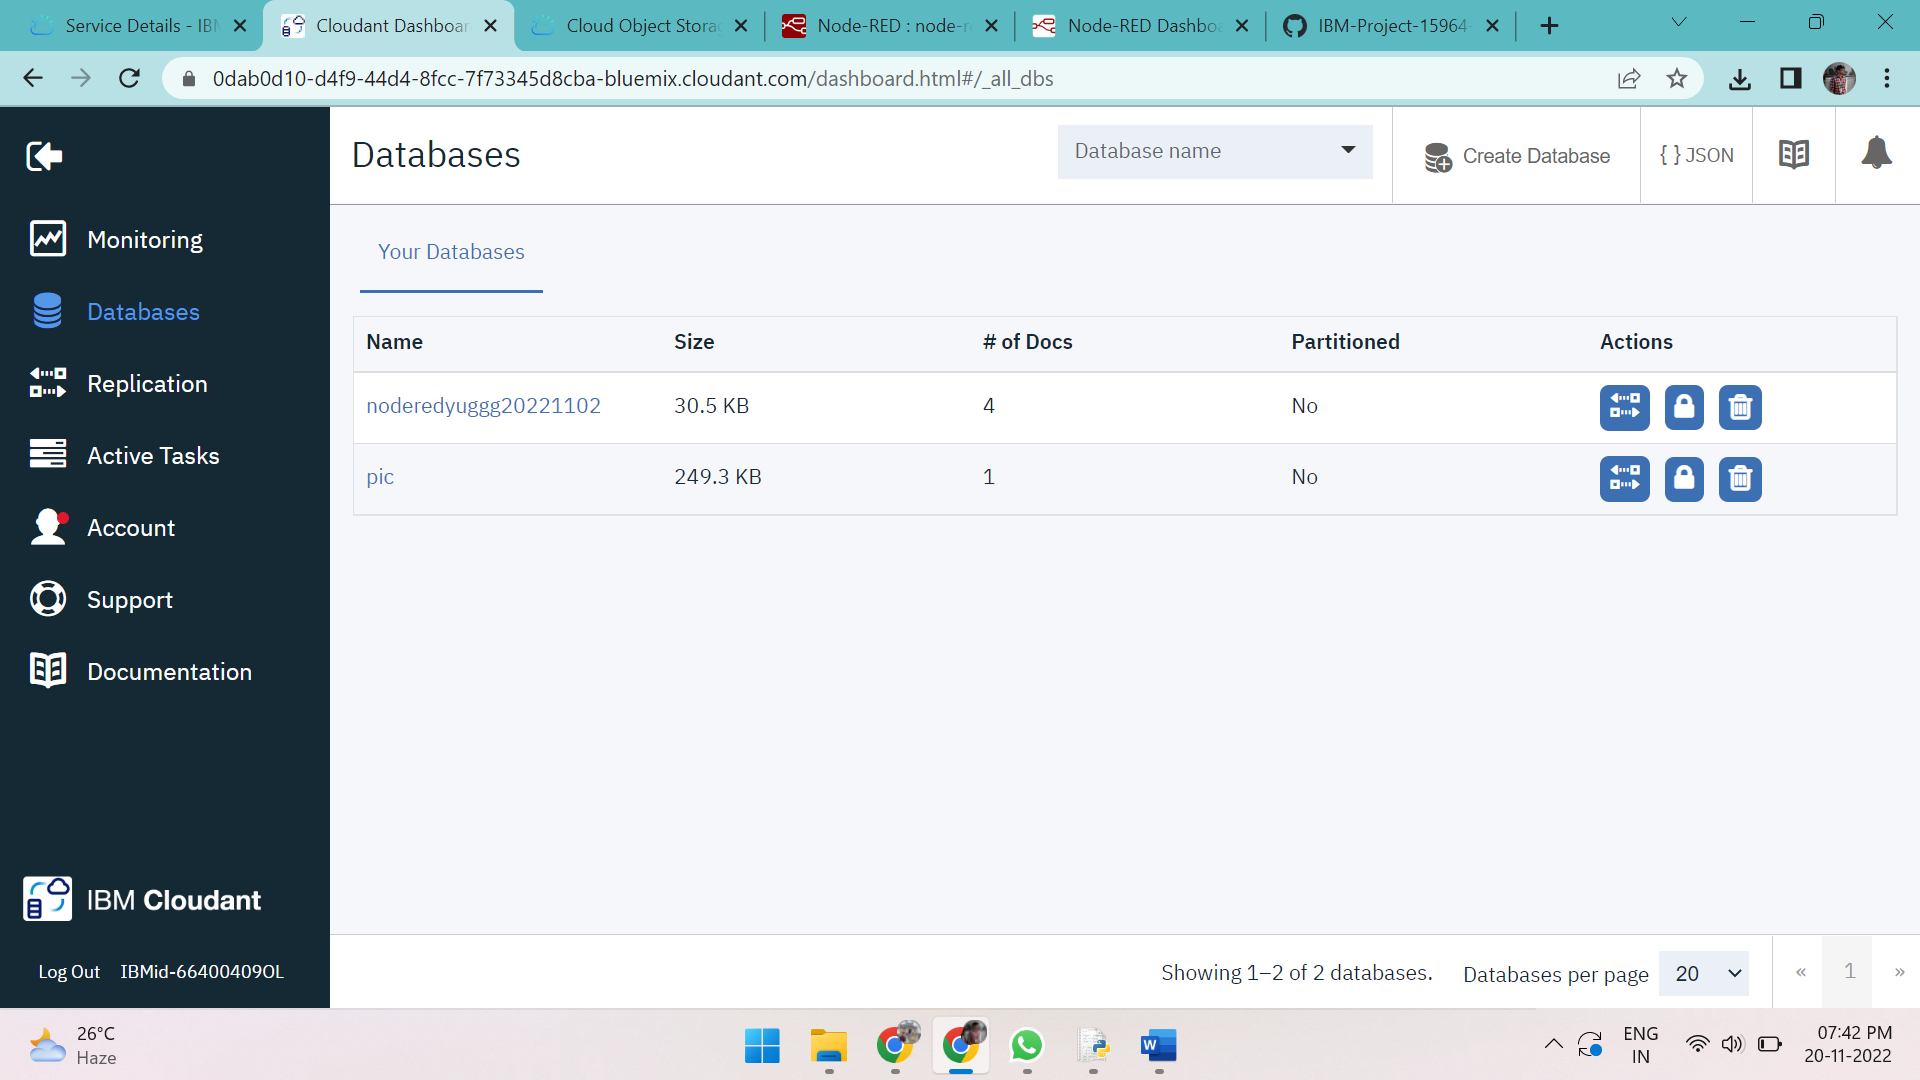 Service Details - IBM
Cloudant Dashboar
Cloud Object Storag
Node-RED : node-re
Node-RED Dashboa
IBM-Project-15964-
0dab0d10-d4f9-44d4-8fcc-7f73345d8cba-bluemix.cloudant.com/dashboard.html#/_all_dbs
Databases
Database name
Create Database
{ } JSON
Monitoring
Databases
Replication
Active Tasks
Account
Support
Documentation
Your Databases
Name Size # of Docs Partitioned Actions
noderedyuggg20221102 30.5 KB 4 No
pic 249.3 KB 1 No
IBM Cloudant
Log Out IBMid-66400409OL
Showing 1–2 of 2 databases. Databases per page 20 « 1 »
26°C
Haze
W
ENG
IN
07:42 PM
20-11-2022